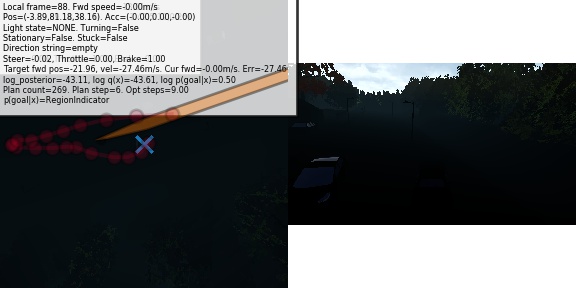 Local frame=88. Fwd speed=-0.00m/s
Pos=(-3.89,81.18,38.16). Acc=(-0.00,0.00,-0.00)
Light state=NONE. Turning=False
Stationary=False. Stuck=False
Direction string=empty
Steer=-0.02, Throttle=0.00, Brake=1.00
Target fwd pos=-21.96, vel=-27.46m/s. Cur fwd=-0.00m/s. Err=-27.46
log_posterior=-43.11, log q(x)=-43.61, log p(goal|x)=0.50
Plan count=269. Plan step=6. Opt steps=9.00
p(goal|x)=RegionIndicator